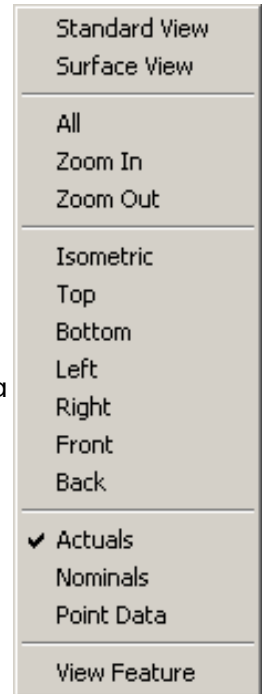 Standard View
Surface View
All
Zoom In
Zoom Out
Isometric
Top
Bottom
Left
a
Right
Front
Back
✔ Actuals
Nominals
Point Data
View Feature